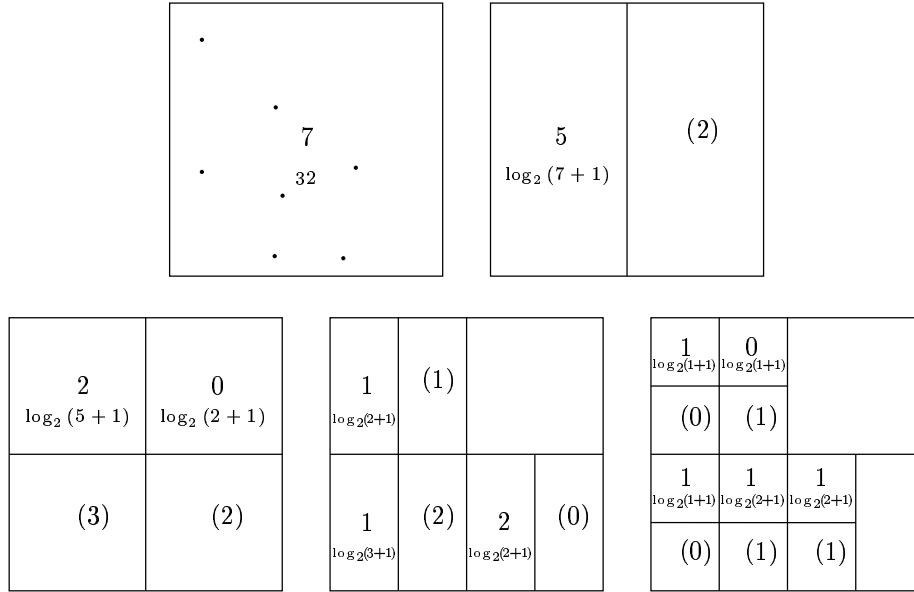 7
32
5
log₂ (7 + 1)
(2)
2
log₂ (5 + 1)
0
log₂ (2 + 1)
(3)
(2)
1
log₂(2+1)
(1)
1
log₂(3+1)
(2)
2
log₂(2+1)
(0)
1
log₂(1+1)
0
log₂(1+1)
(0)
(1)
1
log₂(1+1)
1
log₂(2+1)
1
log₂(2+1)
(0)
(1)
(1)